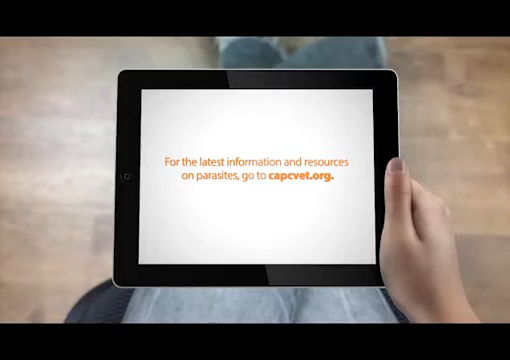 For the latest information and resources
on parasites, go to capcvet.org.